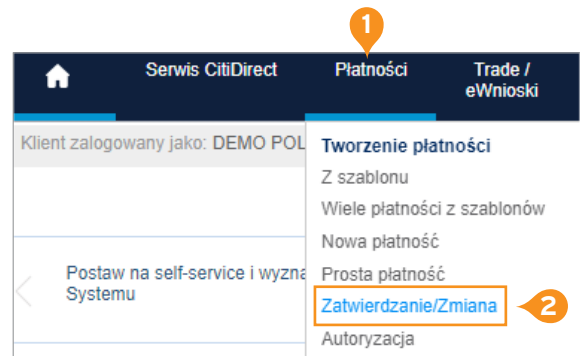 1
Serwis CitiDirect
Płatności
Trade /
eWnioski
Klient zalogowany jako: DEMO POL
Tworzenie płatności
Z szablonu
Wiele płatności z szablonów
Nowa płatność
Postaw na self-service i wyzna
Systemu
Prosta płatność
Zatwierdzanie/Zmiana
2
Autoryzacja